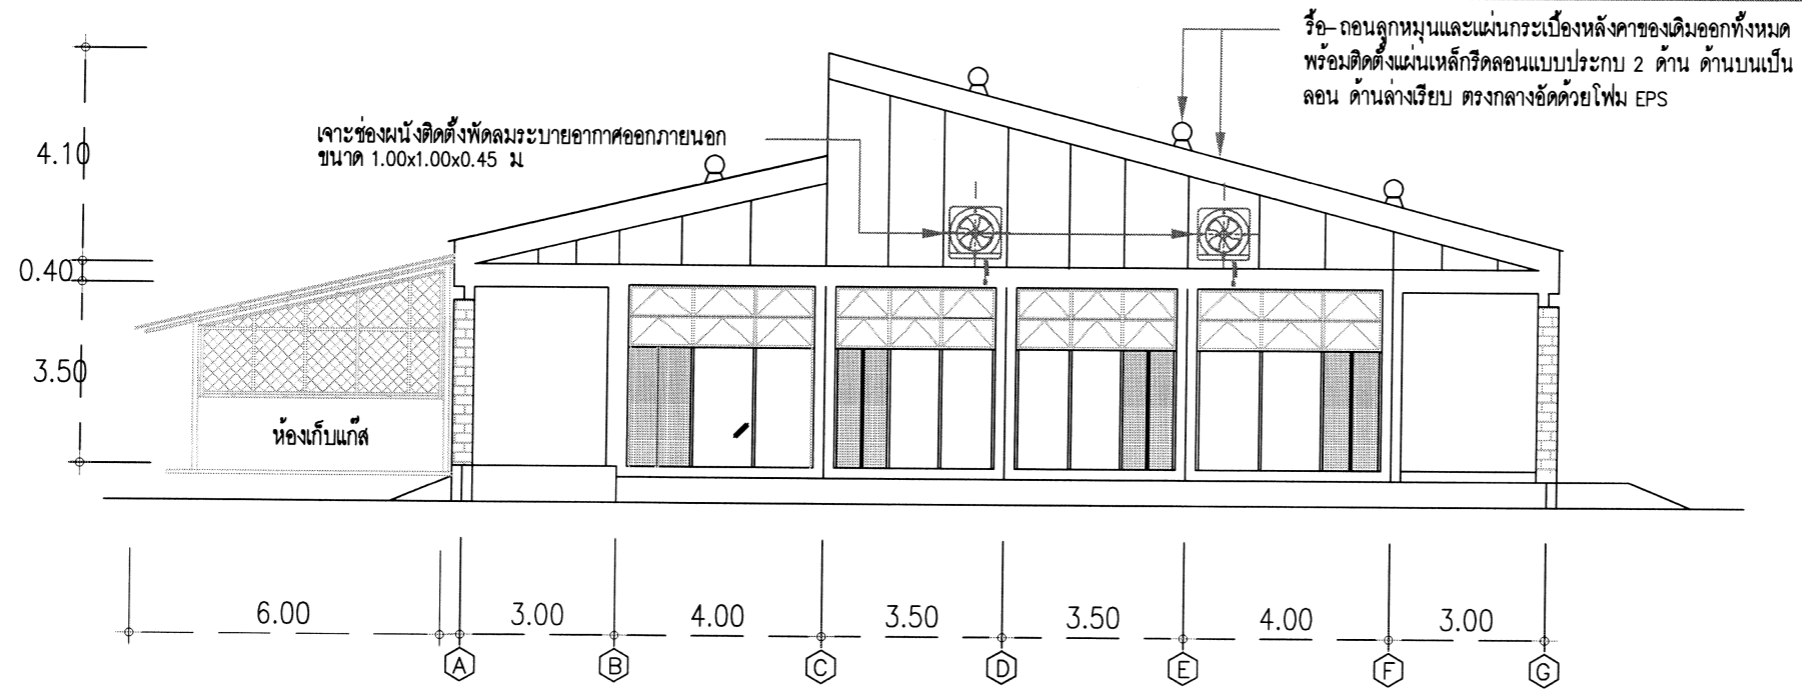 รื้อ-ถอนลูกหมุนและแผ่นกระเบื้องหลังคาของเดิมออกทั้งหมด
พร้อมติดตั้งแผ่นเหล็กรีดลอนแบบประกบ 2 ด้าน ด้านบนเป็น
ลอน ด้านล่างเรียบ ตรงกลางอัดด้วยโฟม EPS
เจาะช่องผนังติดตั้งพัดลมระบายอากาศออกภายนอก
ขนาด 1.00x1.00x0.45 ม
4.10
0.40
3.50
ห้องเก็บแก๊ส
6.00 3.00 4.00 3.50 3.50 4.00 3.00
A B C D E F G